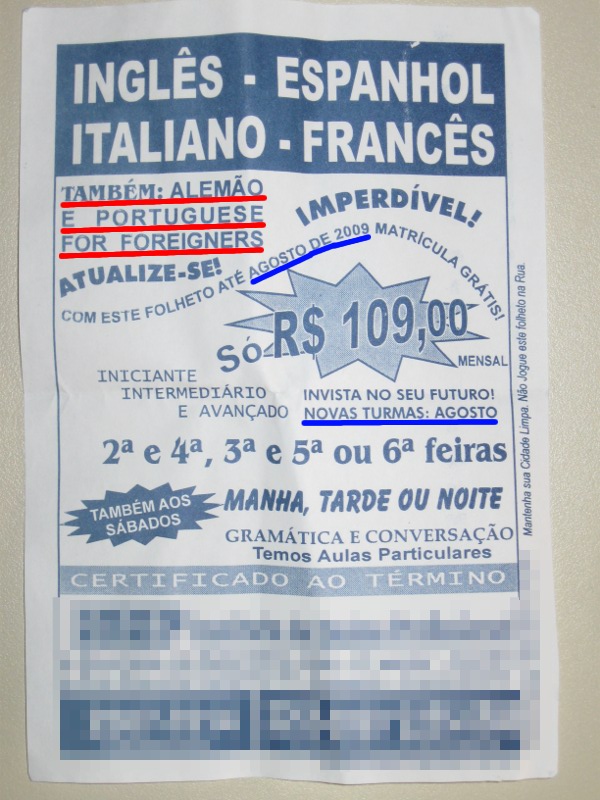 INGLÊS - ESPANHOL
ITALIANO - FRANCÊS
TAMBÉM: ALEMÃO
E PORTUGUESE
FOR FOREIGNERS
IMPERDÍVEL!
ATUALIZE-SE!
COM ESTE FOLHETO ATÉ AGOSTO DE 2009 MATRÍCULA GRÁTIS!
Só R$ 109,00
MENSAL
INICIANTE
INTERMEDIÁRIO
E AVANÇADO
INVISTA NO SEU FUTURO!
NOVAS TURMAS: AGOSTO
2ª e 4ª, 3ª e 5ª ou 6ª feiras
TAMBÉM AOS
SÁBADOS
MANHA, TARDE OU NOITE
GRAMÁTICA E CONVERSAÇÃO
Temos Aulas Particulares
CERTIFICADO AO TÉRMINO
Mantenha sua Cidade Limpa. Não Jogue este folheto na Rua.